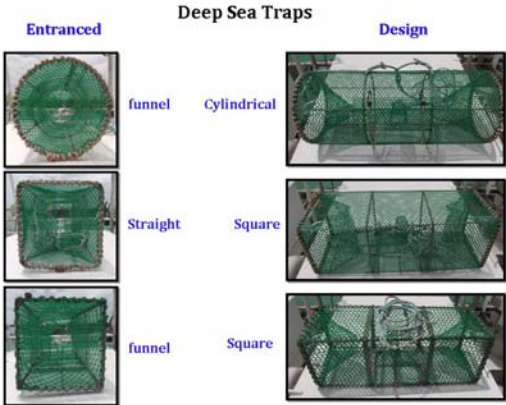 Deep Sea Traps
Entranced
Design
funnel
Cylindrical
Straight
Square
funnel
Square